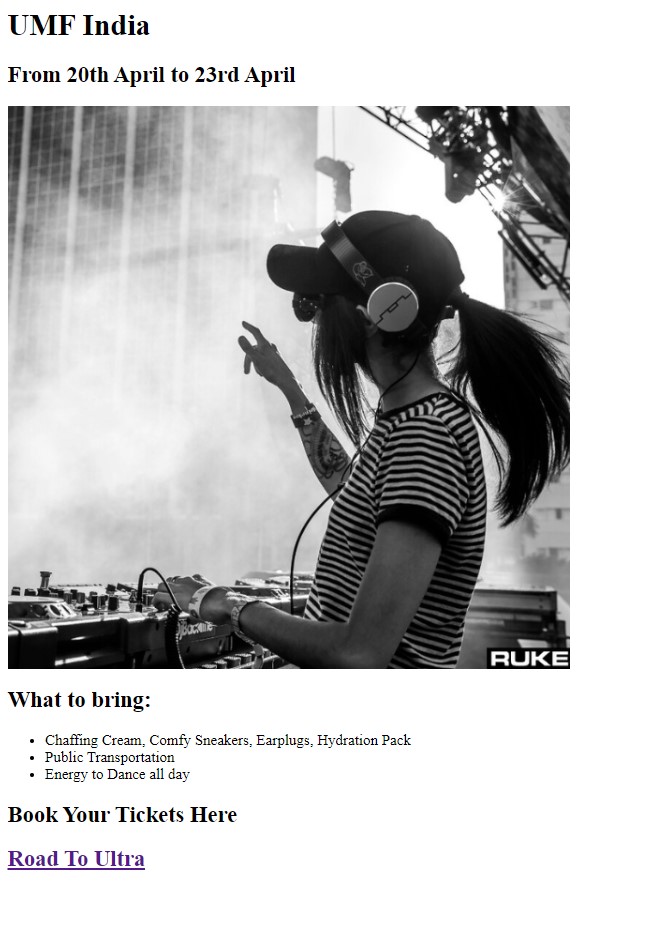 UMF India
From 20th April to 23rd April
RUKE
What to bring:
Chaffing Cream, Comfy Sneakers, Earplugs, Hydration Pack
Public Transportation
Energy to Dance all day
Book Your Tickets Here
Road To Ultra